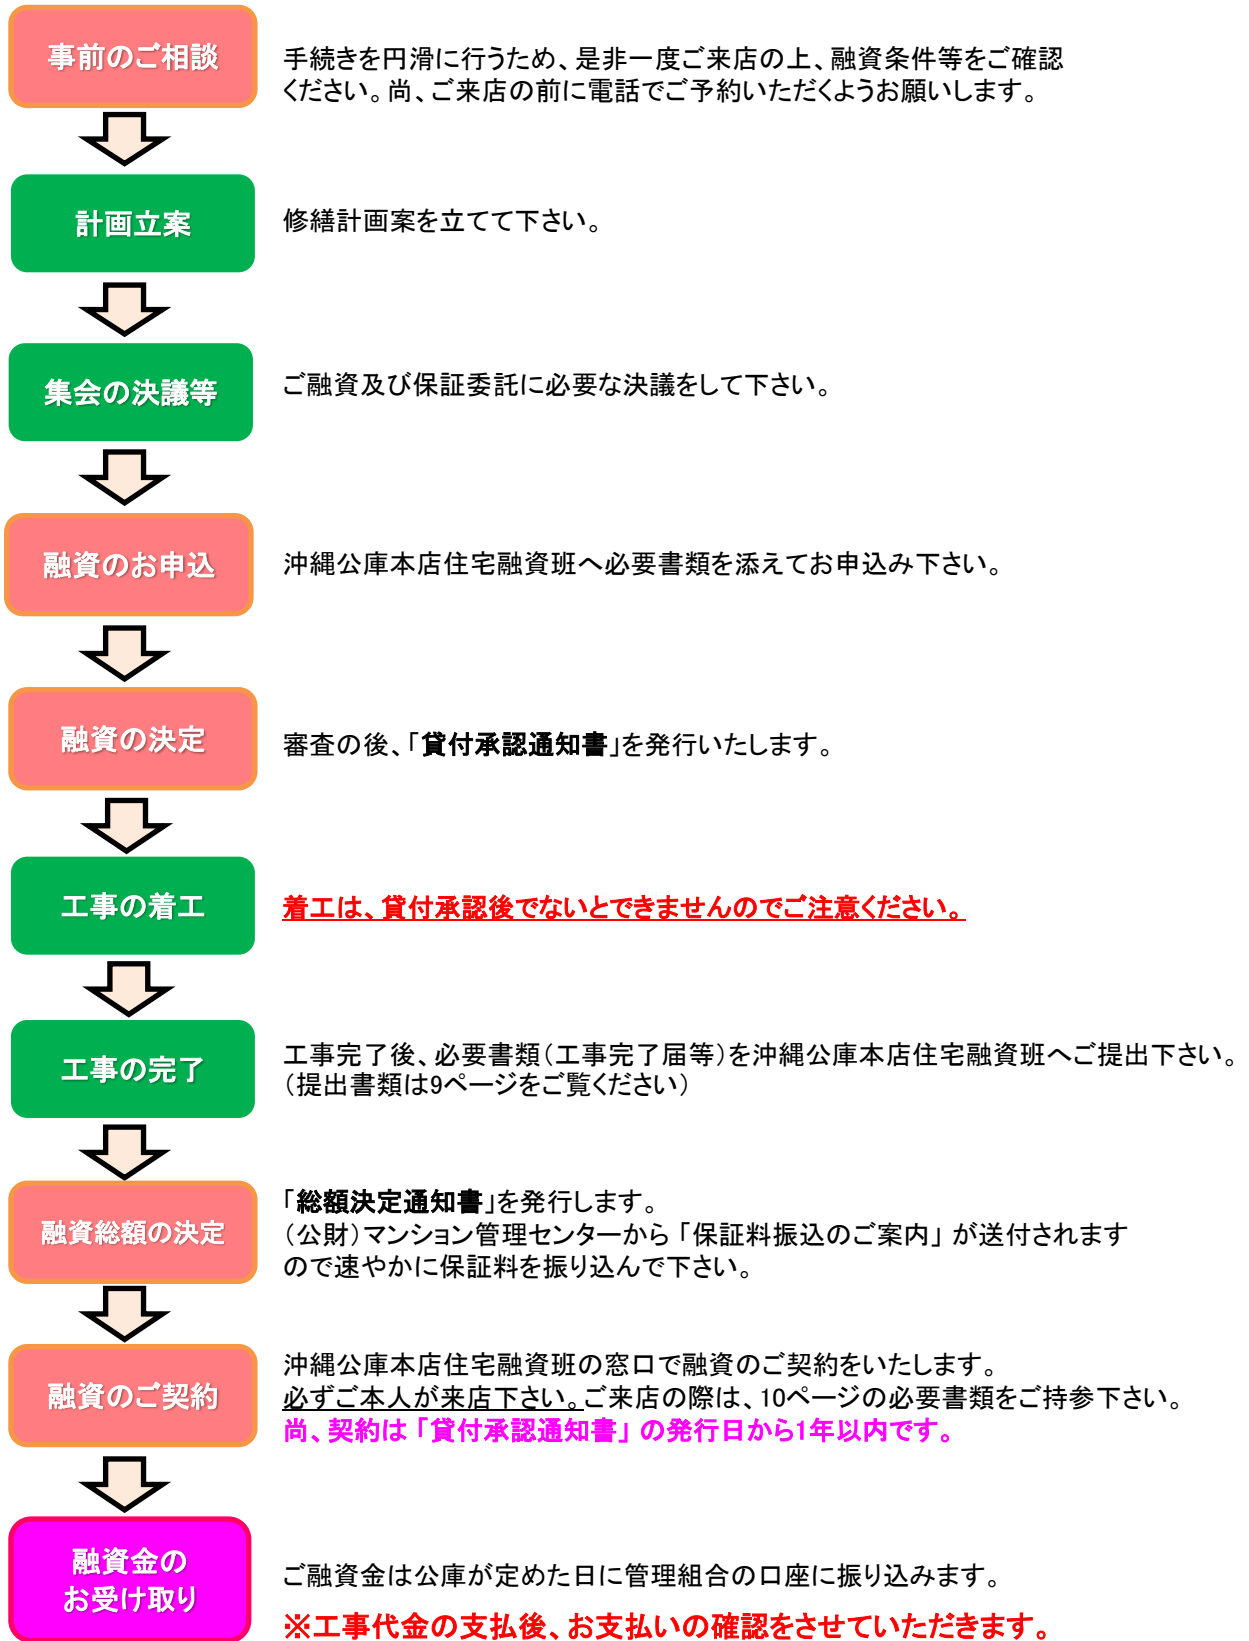 事前のご相談
手続きを円滑に行うため、是非一度ご来店の上、融資条件等をご確認
ください。尚、ご来店の前に電話でご予約いただくようお願いします。
計画立案
修繕計画案を立てて下さい。
集会の決議等
ご融資及び保証委託に必要な決議をして下さい。
融資のお申込
沖縄公庫本店住宅融資班へ必要書類を添えてお申込み下さい。
融資の決定
審査の後、「貸付承認通知書」を発行いたします。
工事の着工
着工は、貸付承認後でないとできませんのでご注意ください。
工事の完了
工事完了後、必要書類（工事完了届等）を沖縄公庫本店住宅融資班へご提出下さい。
（提出書類は9ページをご覧ください）
融資総額の決定
「総額決定通知書」を発行します。
（公財）マンション管理センターから「保証料振込のご案内」が送付されます
ので速やかに保証料を振り込んで下さい。
融資のご契約
沖縄公庫本店住宅融資班の窓口で融資のご契約をいたします。
必ずご本人が来店下さい。ご来店の際は、10ページの必要書類をご持参下さい。
尚、契約は「貸付承認通知書」の発行日から1年以内です。
融資金の
お受け取り
ご融資金は公庫が定めた日に管理組合の口座に振り込みます。
※工事代金の支払後、お支払いの確認をさせていただきます。